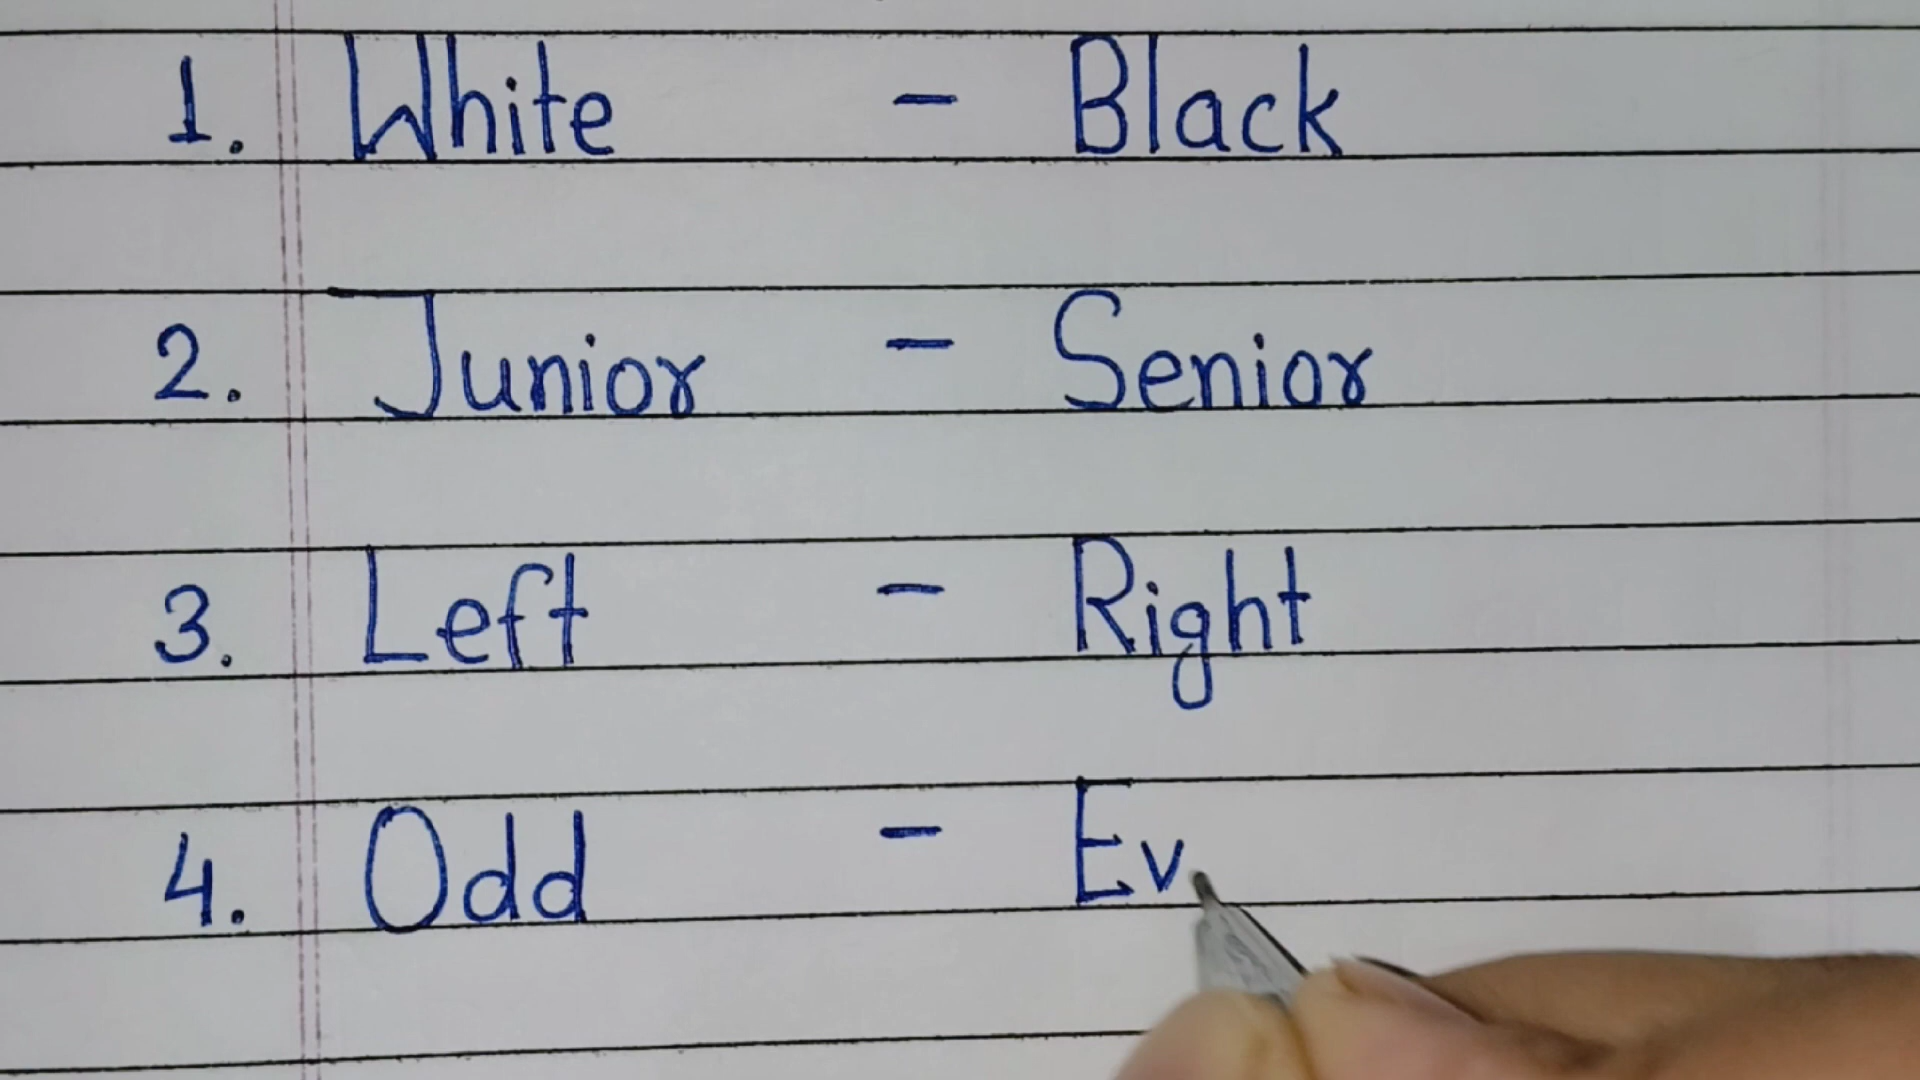 1. White - Black
2. Junior - Senior
3. Left - Right
4. Odd - Ev